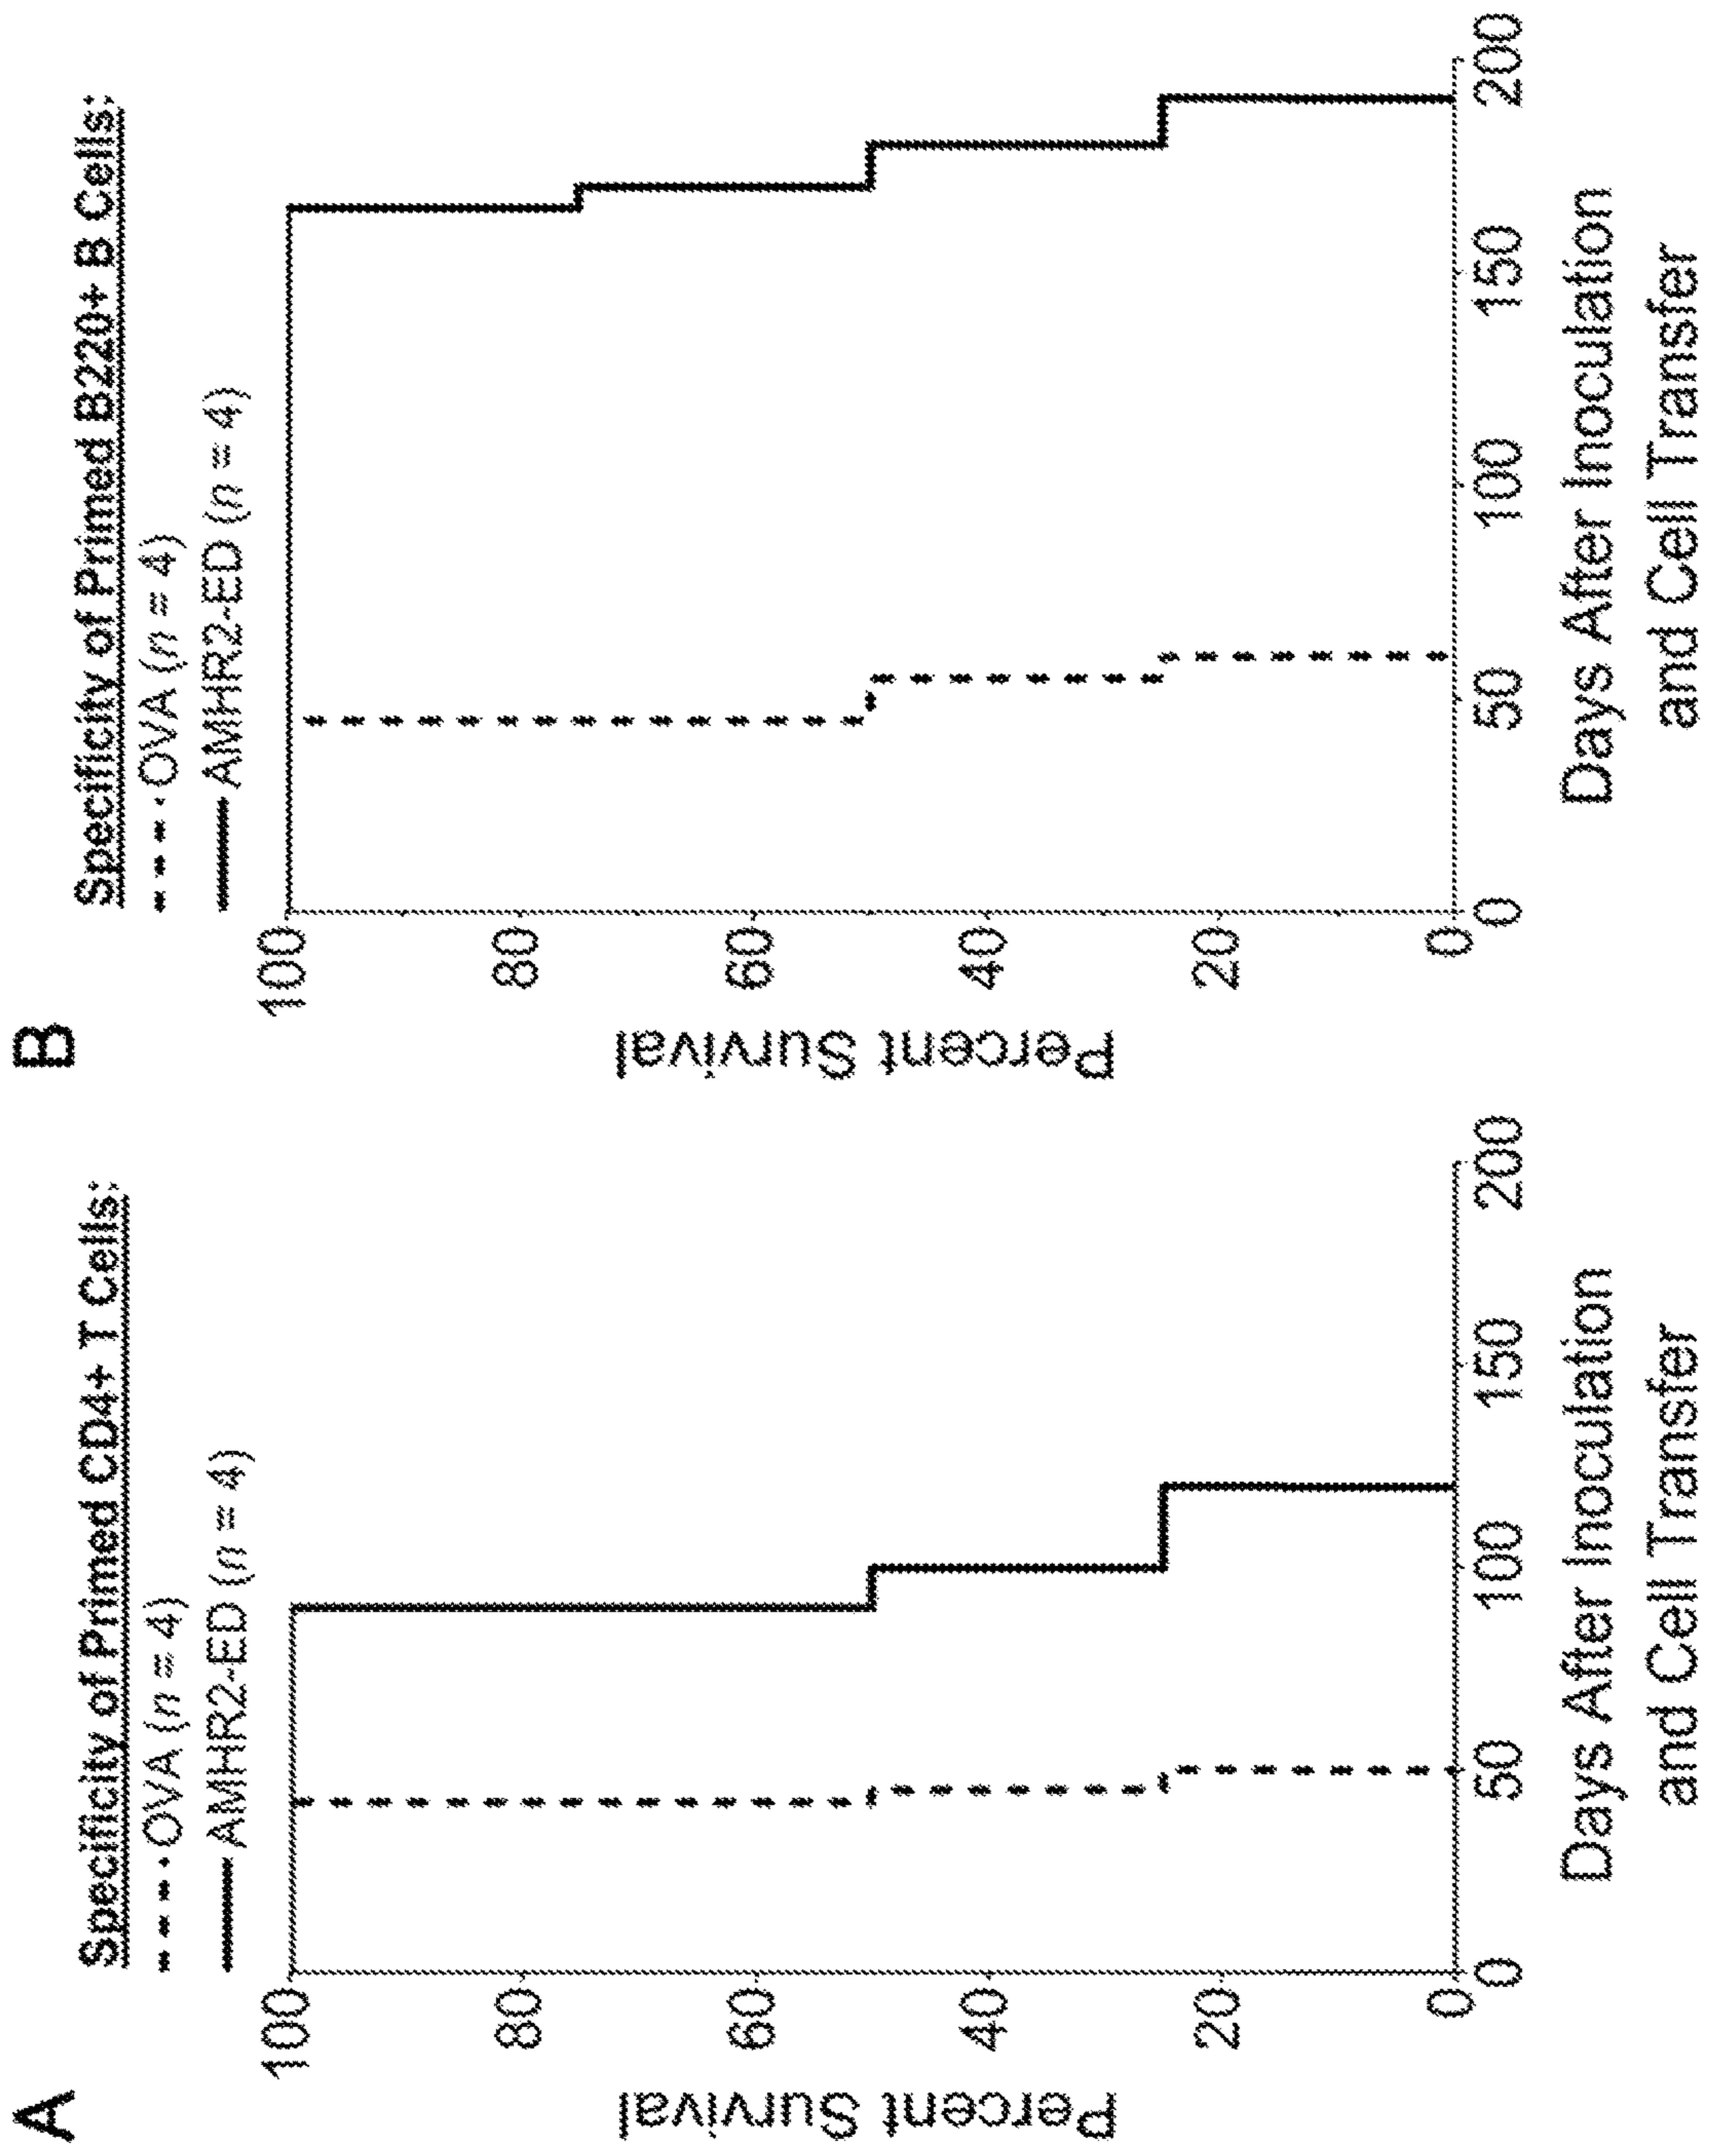 A
Specificity of Primed CD4+ T Cells:
OVA (n = 4)
AMHR2-ED (n = 4)
Percent Survival
100
80
60
40
20
0
0 50 100 150 200
Days After Inoculation
and Cell Transfer
B
Specificity of Primed B220+ B Cells:
OVA (n = 4)
AMHR2-ED (n = 4)
Percent Survival
100
80
60
40
20
0
0 50 100 150 200
Days After Inoculation
and Cell Transfer